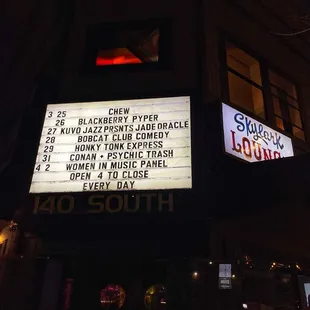 3 25 CHEW
26 BLACKBERRY PYPER
27 KUVO JAZZ PRSNTS JADE ORACLE
28 BOBCAT CLUB COMEDY
29 HONKY TONK EXPRESS
31 CONAN + PSYCHIC TRASH
4 2 WOMEN IN MUSIC PANEL
OPEN 4 TO CLOSE
EVERY DAY
140 SOUTH
SKYLARK
LOUNGE